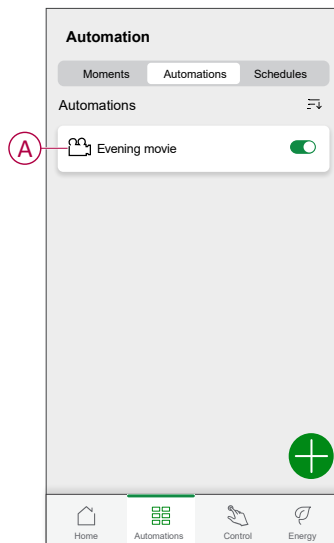 Automation
Moments Automations Schedules
Automations
A Evening movie
Home Automations Control Energy